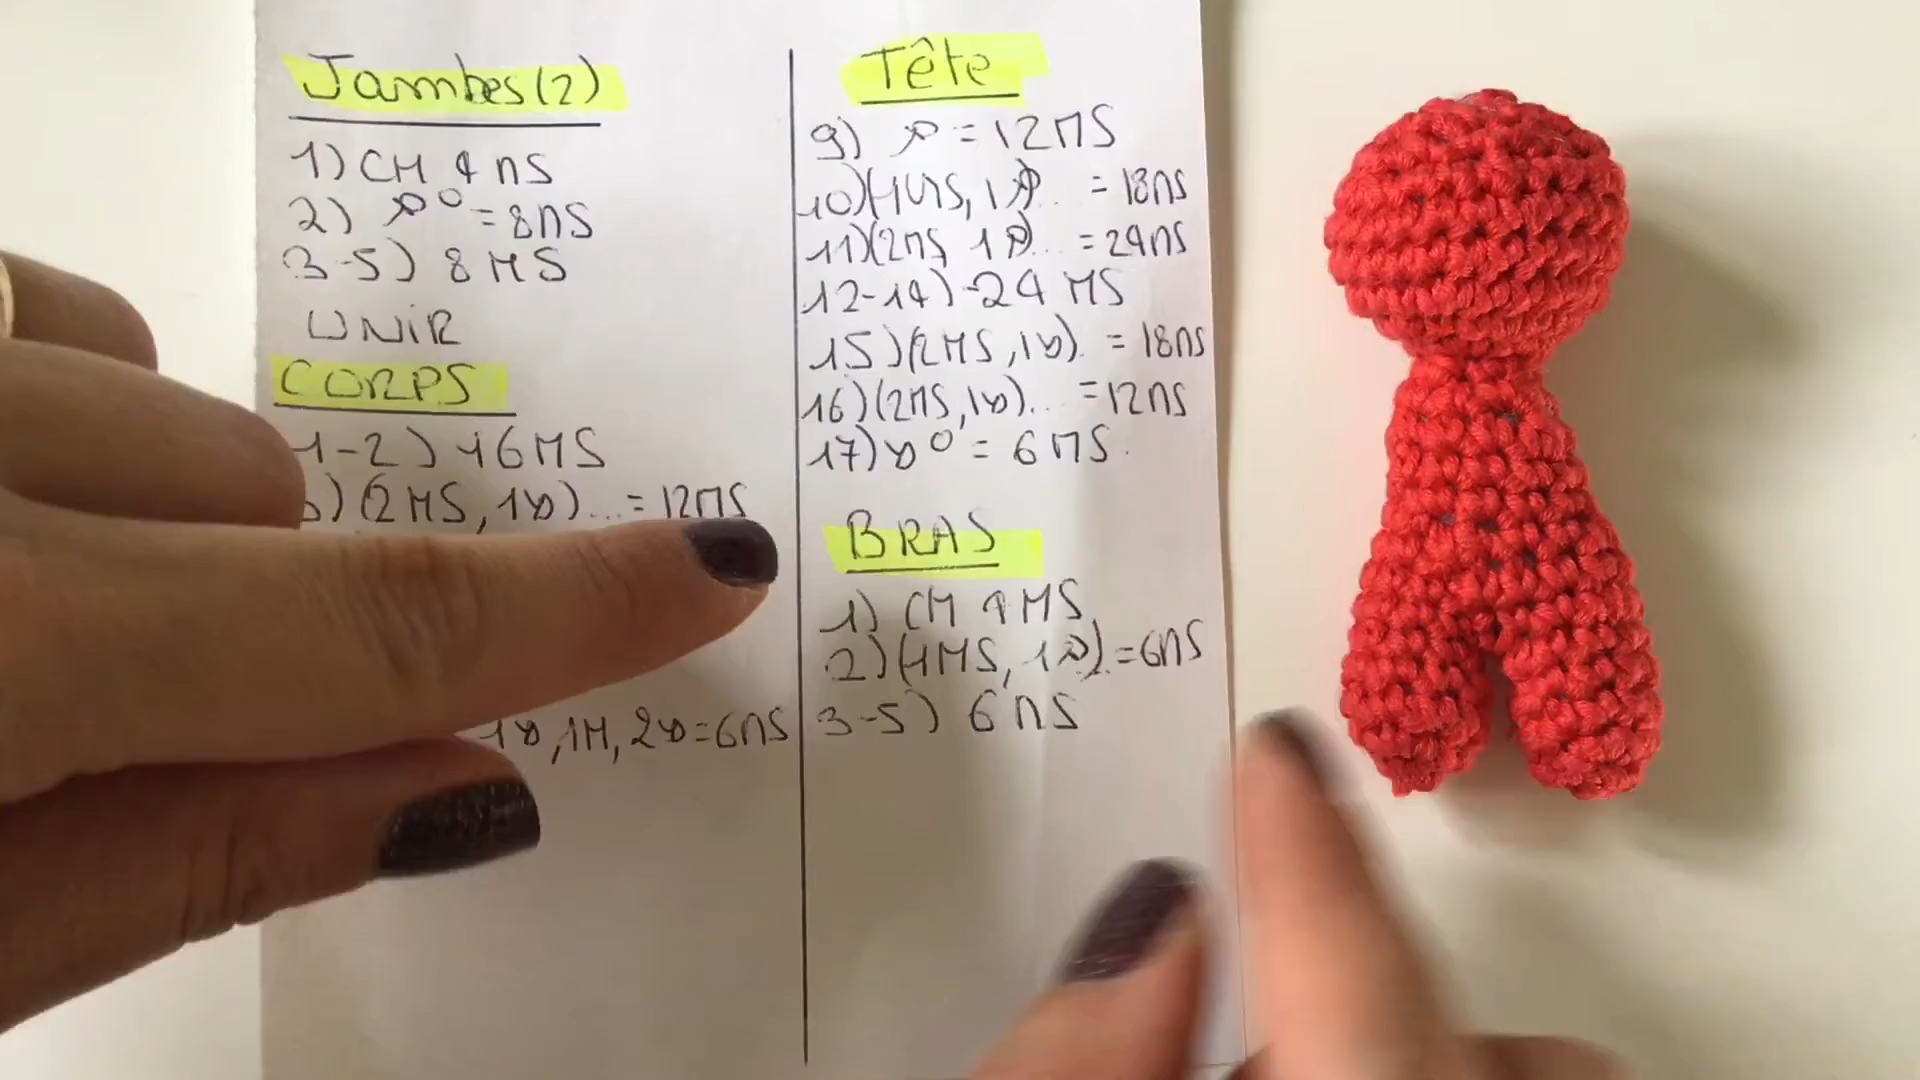 Jambes (2)
1) CM 4 MS
2) = 8 MS
3-5) 8 MS
UNIR
CORPS
1-2) 16 MS
) (2 MS, 1 ) ... = 12 MS
1 , 1M, 2 = 6 MS
Tête
9) = 12 MS
10) (1 MS, 1 ) ... = 18 MS
11) (2 MS, 1 ) ... = 24 MS
12-14) - 24 MS
15) (2 MS, 1 ) . = 18 MS
16) (2 MS, 1 ) ... = 12 MS
17) = 6 MS.
BRAS
1) CM 4 MS
2) (1 MS, 1 ) = 6 MS
3-5) 6 MS